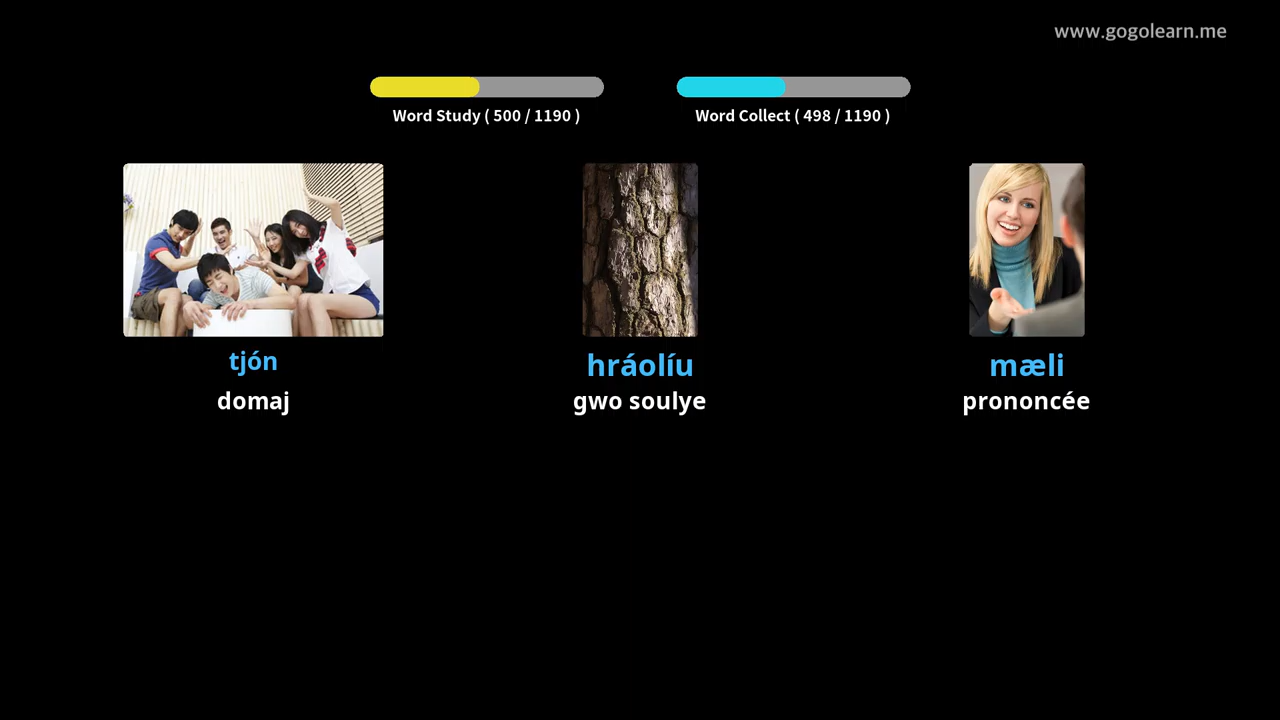 www.gogolearn.me
Word Study ( 500 / 1190 )
Word Collect ( 498 / 1190 )
tjón
domaj
hráolíu
gwo soulye
mæli
prononcée